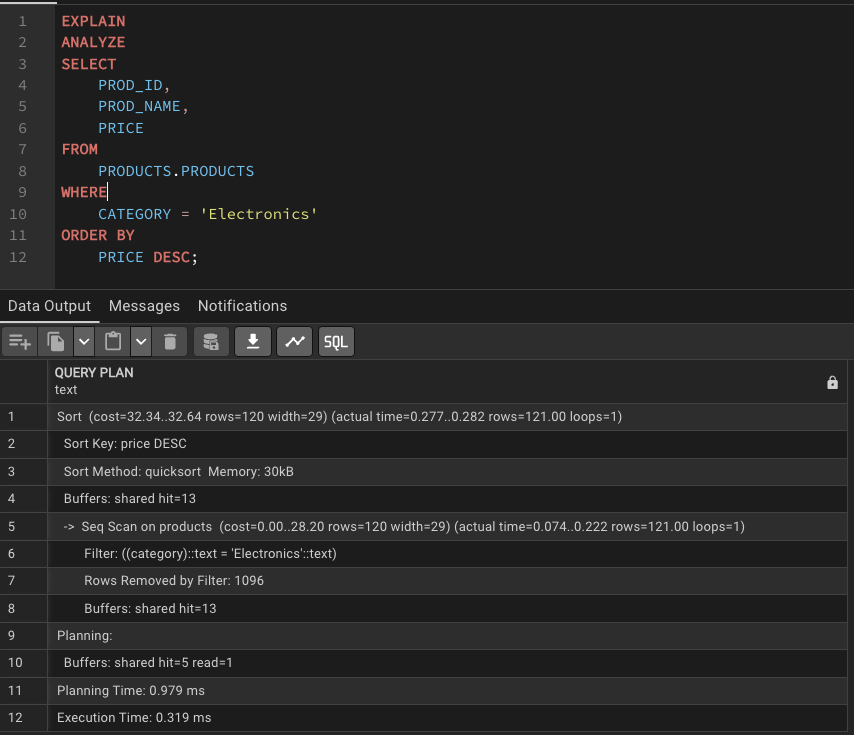 1 EXPLAIN
2 ANALYZE
3 SELECT
4 PROD_ID,
5 PROD_NAME,
6 PRICE
7 FROM
8 PRODUCTS.PRODUCTS
9 WHERE
10 CATEGORY = 'Electronics'
11 ORDER BY
12 PRICE DESC;
Data Output Messages Notifications
SQL
QUERY PLAN
text
1 Sort (cost=32.34..32.64 rows=120 width=29) (actual time=0.277..0.282 rows=121.00 loops=1)
2 Sort Key: price DESC
3 Sort Method: quicksort Memory: 30kB
4 Buffers: shared hit=13
5 -> Seq Scan on products (cost=0.00..28.20 rows=120 width=29) (actual time=0.074..0.222 rows=121.00 loops=1)
6 Filter: ((category)::text = 'Electronics'::text)
7 Rows Removed by Filter: 1096
8 Buffers: shared hit=13
9 Planning:
10 Buffers: shared hit=5 read=1
11 Planning Time: 0.979 ms
12 Execution Time: 0.319 ms